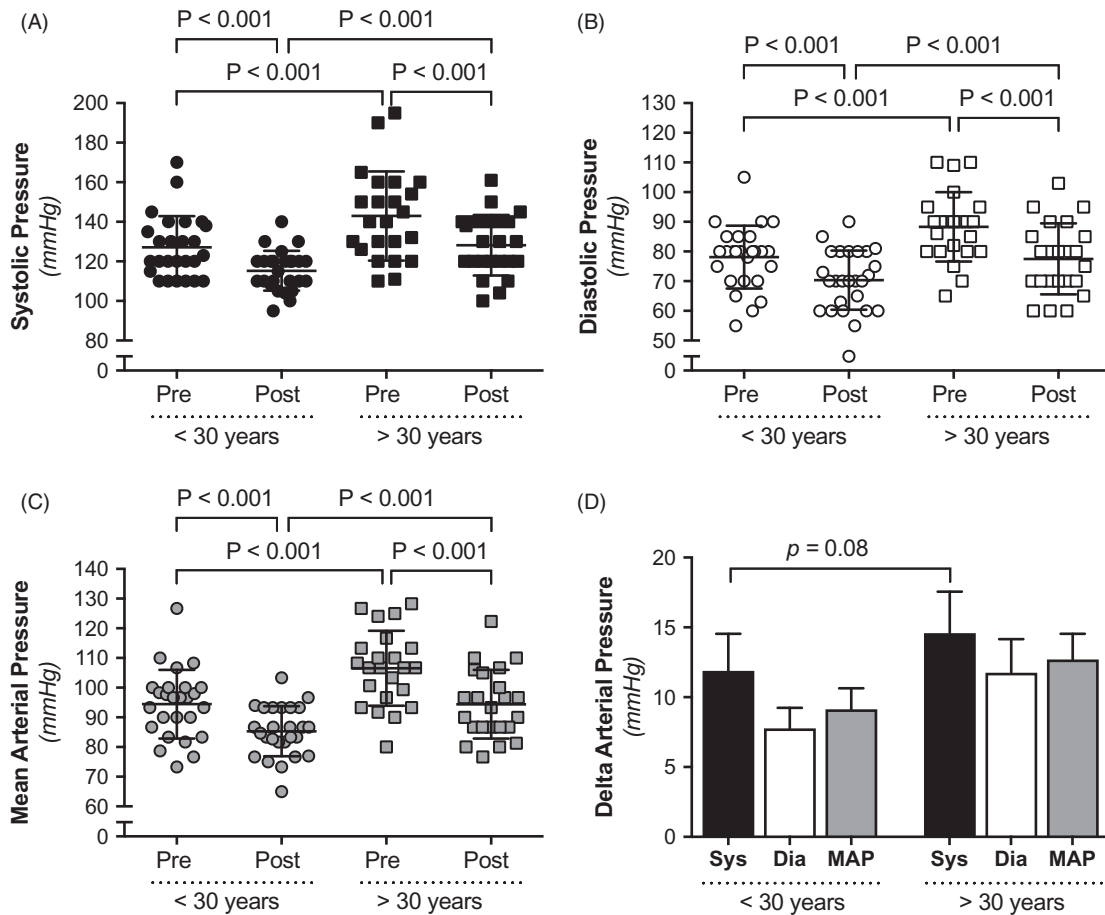 (A)
P < 0.001
P < 0.001
P < 0.001
P < 0.001
Systolic Pressure
(mmHg)
200
180
160
140
120
100
80
0
Pre
Post
Pre
Post
< 30 years
> 30 years
(B)
P < 0.001
P < 0.001
P < 0.001
P < 0.001
Diastolic Pressure
(mmHg)
130
120
110
100
90
80
70
60
50
0
Pre
Post
Pre
Post
< 30 years
> 30 years
(C)
P < 0.001
P < 0.001
P < 0.001
P < 0.001
Mean Arterial Pressure
(mmHg)
140
130
120
110
100
90
80
70
60
0
Pre
Post
Pre
Post
< 30 years
> 30 years
(D)
p = 0.08
Delta Arterial Pressure
(mmHg)
20
15
10
5
0
Sys
Dia
MAP
Sys
Dia
MAP
< 30 years
> 30 years